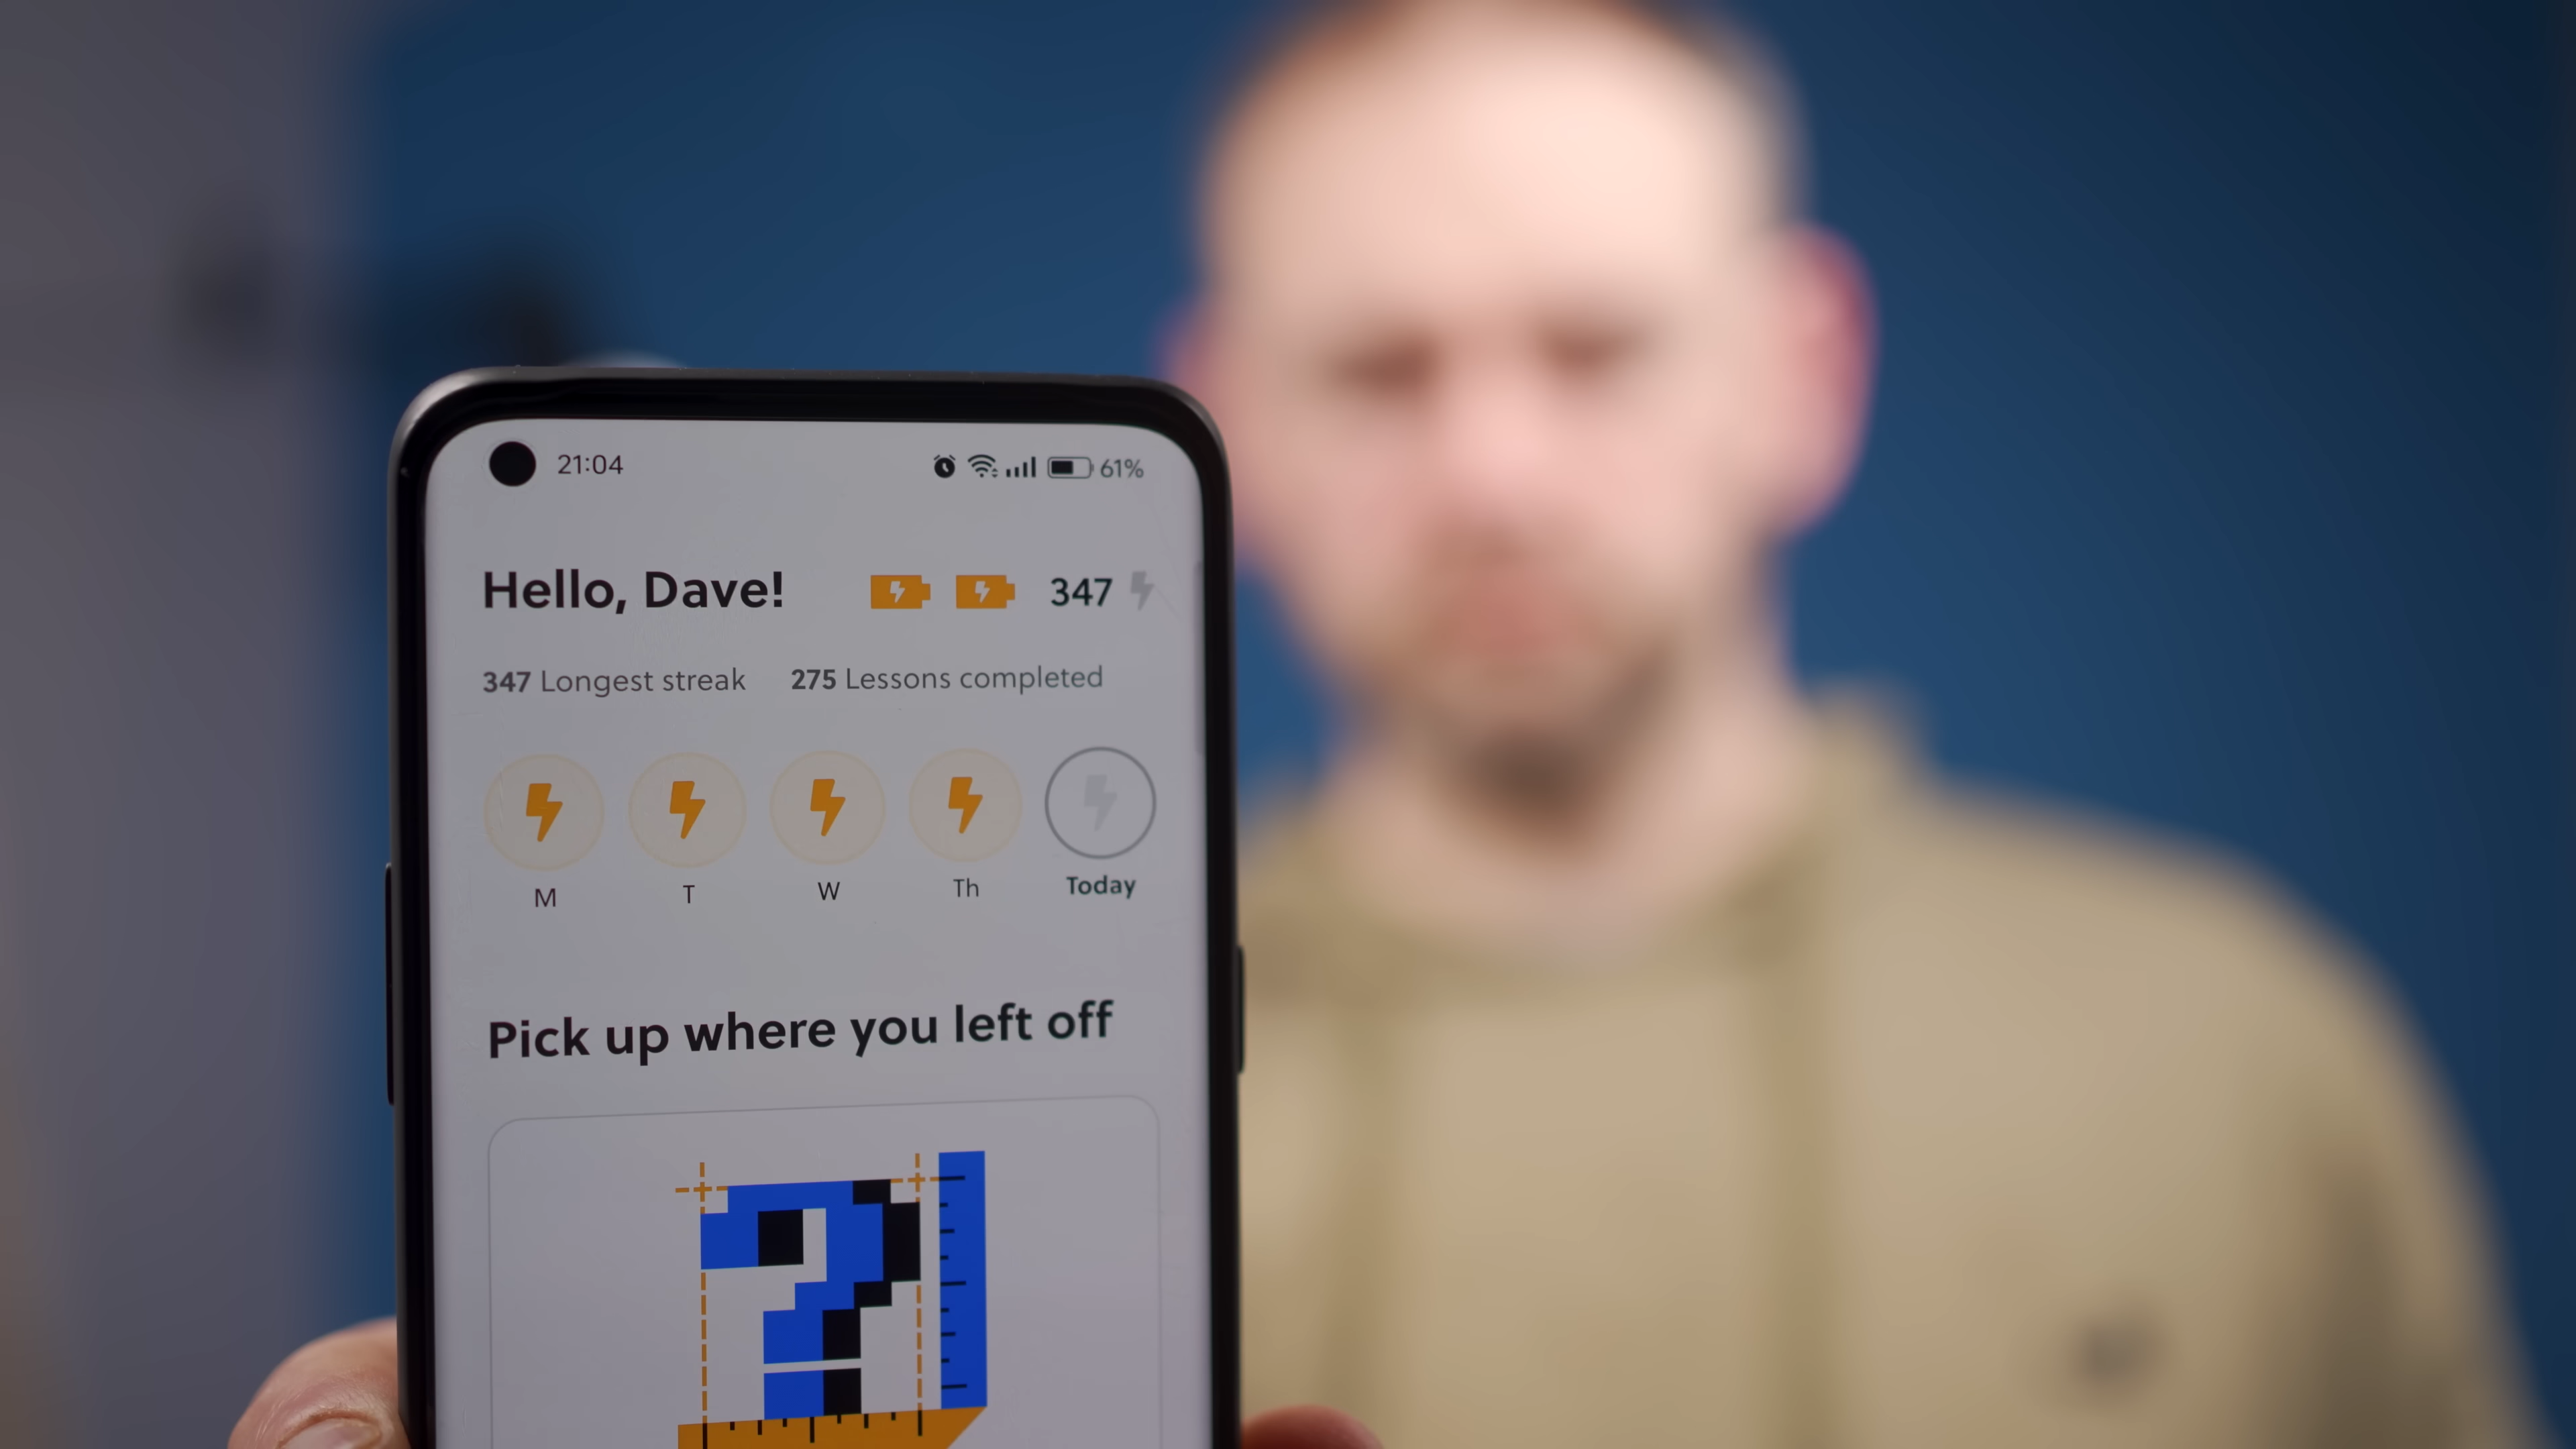 21:04 61%
Hello, Dave! 347
347 Longest streak 275 Lessons completed
M T W Th Today
Pick up where you left off